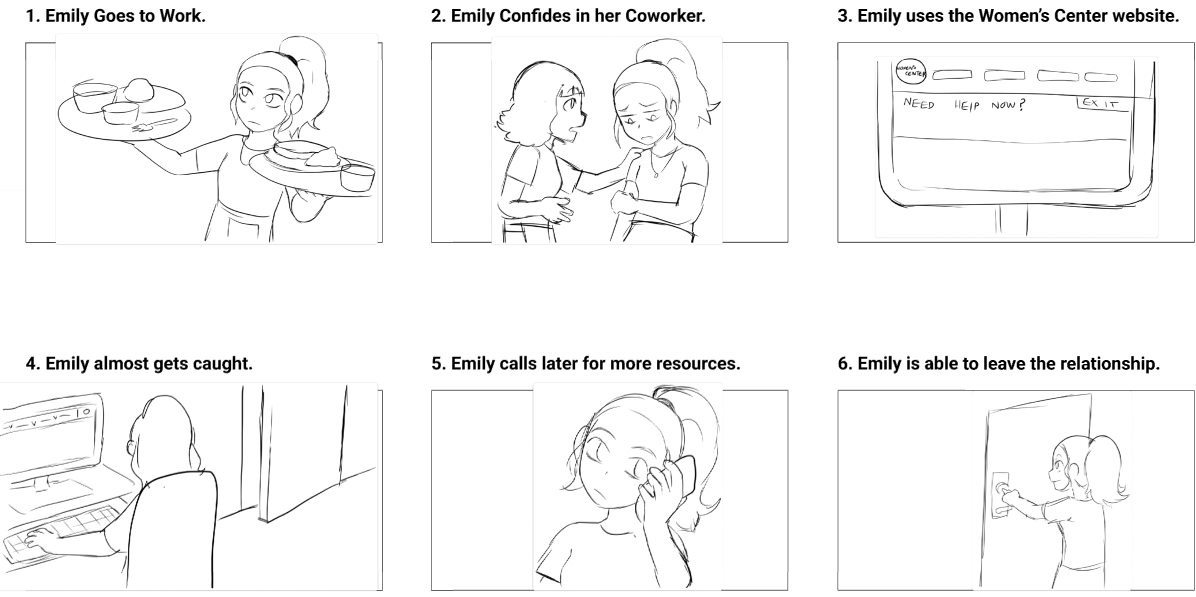 1. Emily Goes to Work.
2. Emily Confides in her Coworker.
3. Emily uses the Women's Center website.
WOMEN'S
CENTER
NEED HELP NOW?
EXIT
4. Emily almost gets caught.
5. Emily calls later for more resources.
6. Emily is able to leave the relationship.